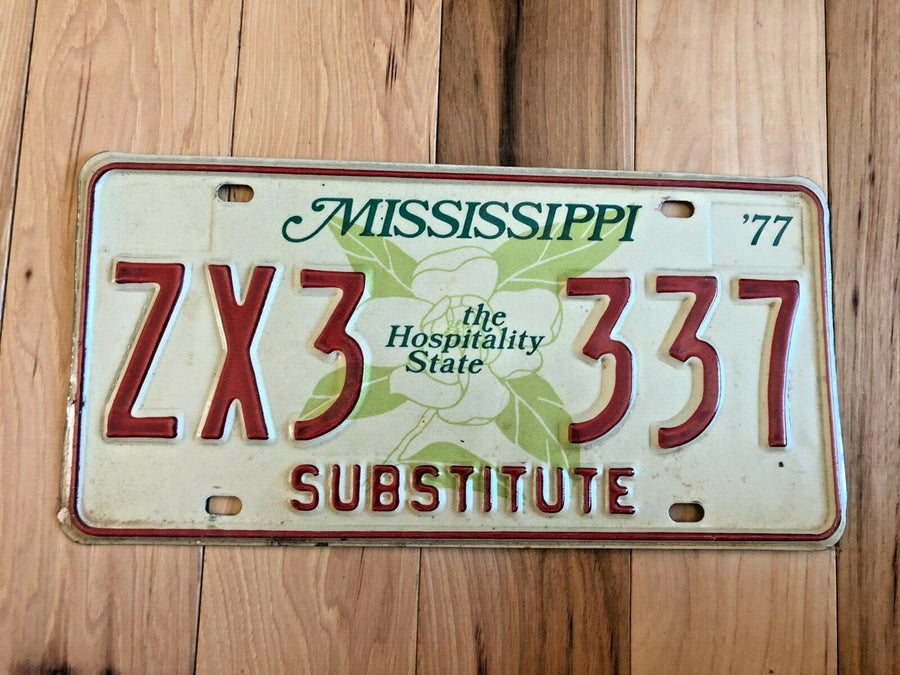 MISSISSIPPI '77
ZX3 337
the
Hospitality
State
SUBSTITUTE